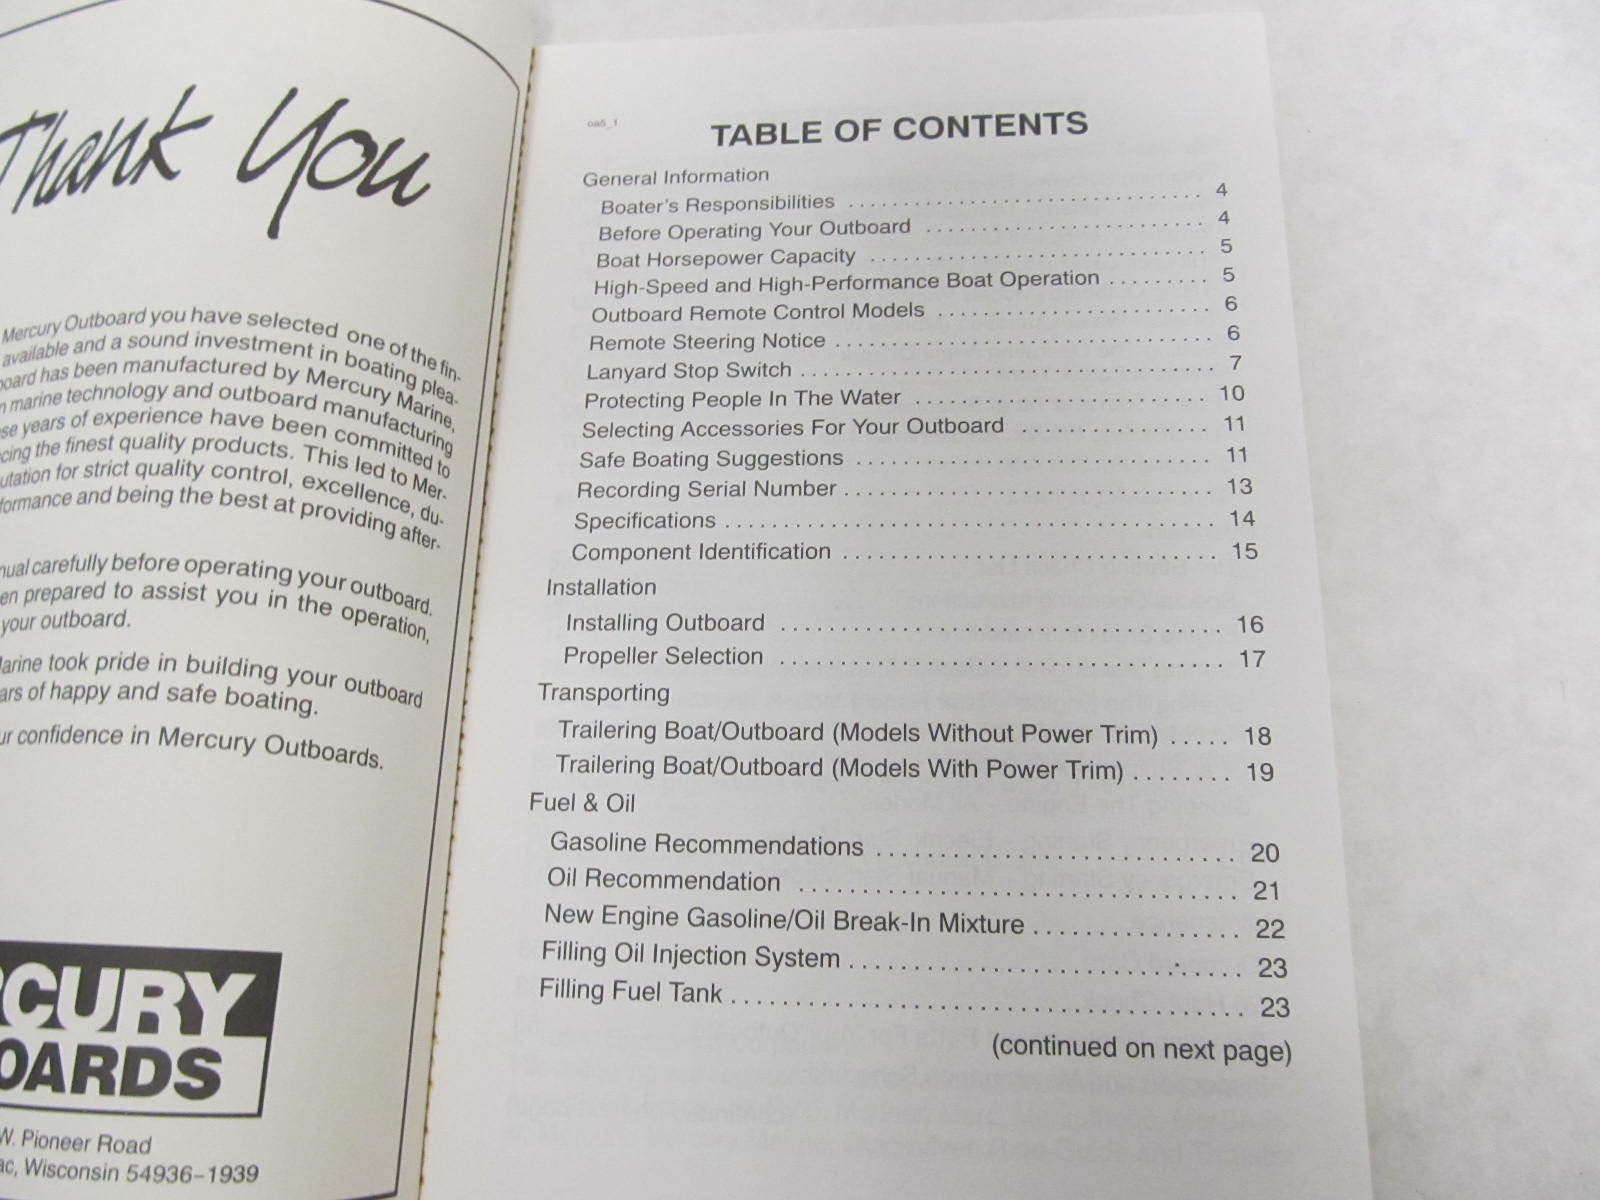 Thank You
Mercury Outboard you have selected one of the fin-
available and a sound investment in boating plea-
has been manufactured by Mercury Marine,
marine technology and outboard manufacturing
years of experience have been committed to
the finest quality products. This led to Mer-
for strict quality control, excellence, du-
and being the best at providing after-
carefully before operating your outboard.
prepared to assist you in the operation,
your outboard.
took pride in building your outboard
of happy and safe boating.
confidence in Mercury Outboards.
RCURY
OARDS
W. Pioneer Road
ac, Wisconsin 54936–1939
oa5_1
TABLE OF CONTENTS
General Information
Boater's Responsibilities . . . . . . . . . . 4
Before Operating Your Outboard . . . . . . . . . . 4
Boat Horsepower Capacity . . . . . . . . . . 5
High-Speed and High-Performance Boat Operation . . . . . . . . . 5
Outboard Remote Control Models . . . . . . . . . . 6
Remote Steering Notice . . . . . . . . . . 6
Lanyard Stop Switch . . . . . . . . . . 7
Protecting People In The Water . . . . . . . . . . 10
Selecting Accessories For Your Outboard . . . . . . . . . . 11
Safe Boating Suggestions . . . . . . . . . . 11
Recording Serial Number . . . . . . . . . . 13
Specifications . . . . . . . . . . 14
Component Identification . . . . . . . . . . 15
Installation
Installing Outboard . . . . . . . . . . 16
Propeller Selection . . . . . . . . . . 17
Transporting
Trailering Boat/Outboard (Models Without Power Trim) . . . . . 18
Trailering Boat/Outboard (Models With Power Trim) . . . . . . . . 19
Fuel & Oil
Gasoline Recommendations . . . . . . . . . . 20
Oil Recommendation . . . . . . . . . . 21
New Engine Gasoline/Oil Break-In Mixture . . . . . . . . . . 22
Filling Oil Injection System . . . . . . . . . . 23
Filling Fuel Tank . . . . . . . . . . 23
(continued on next page)